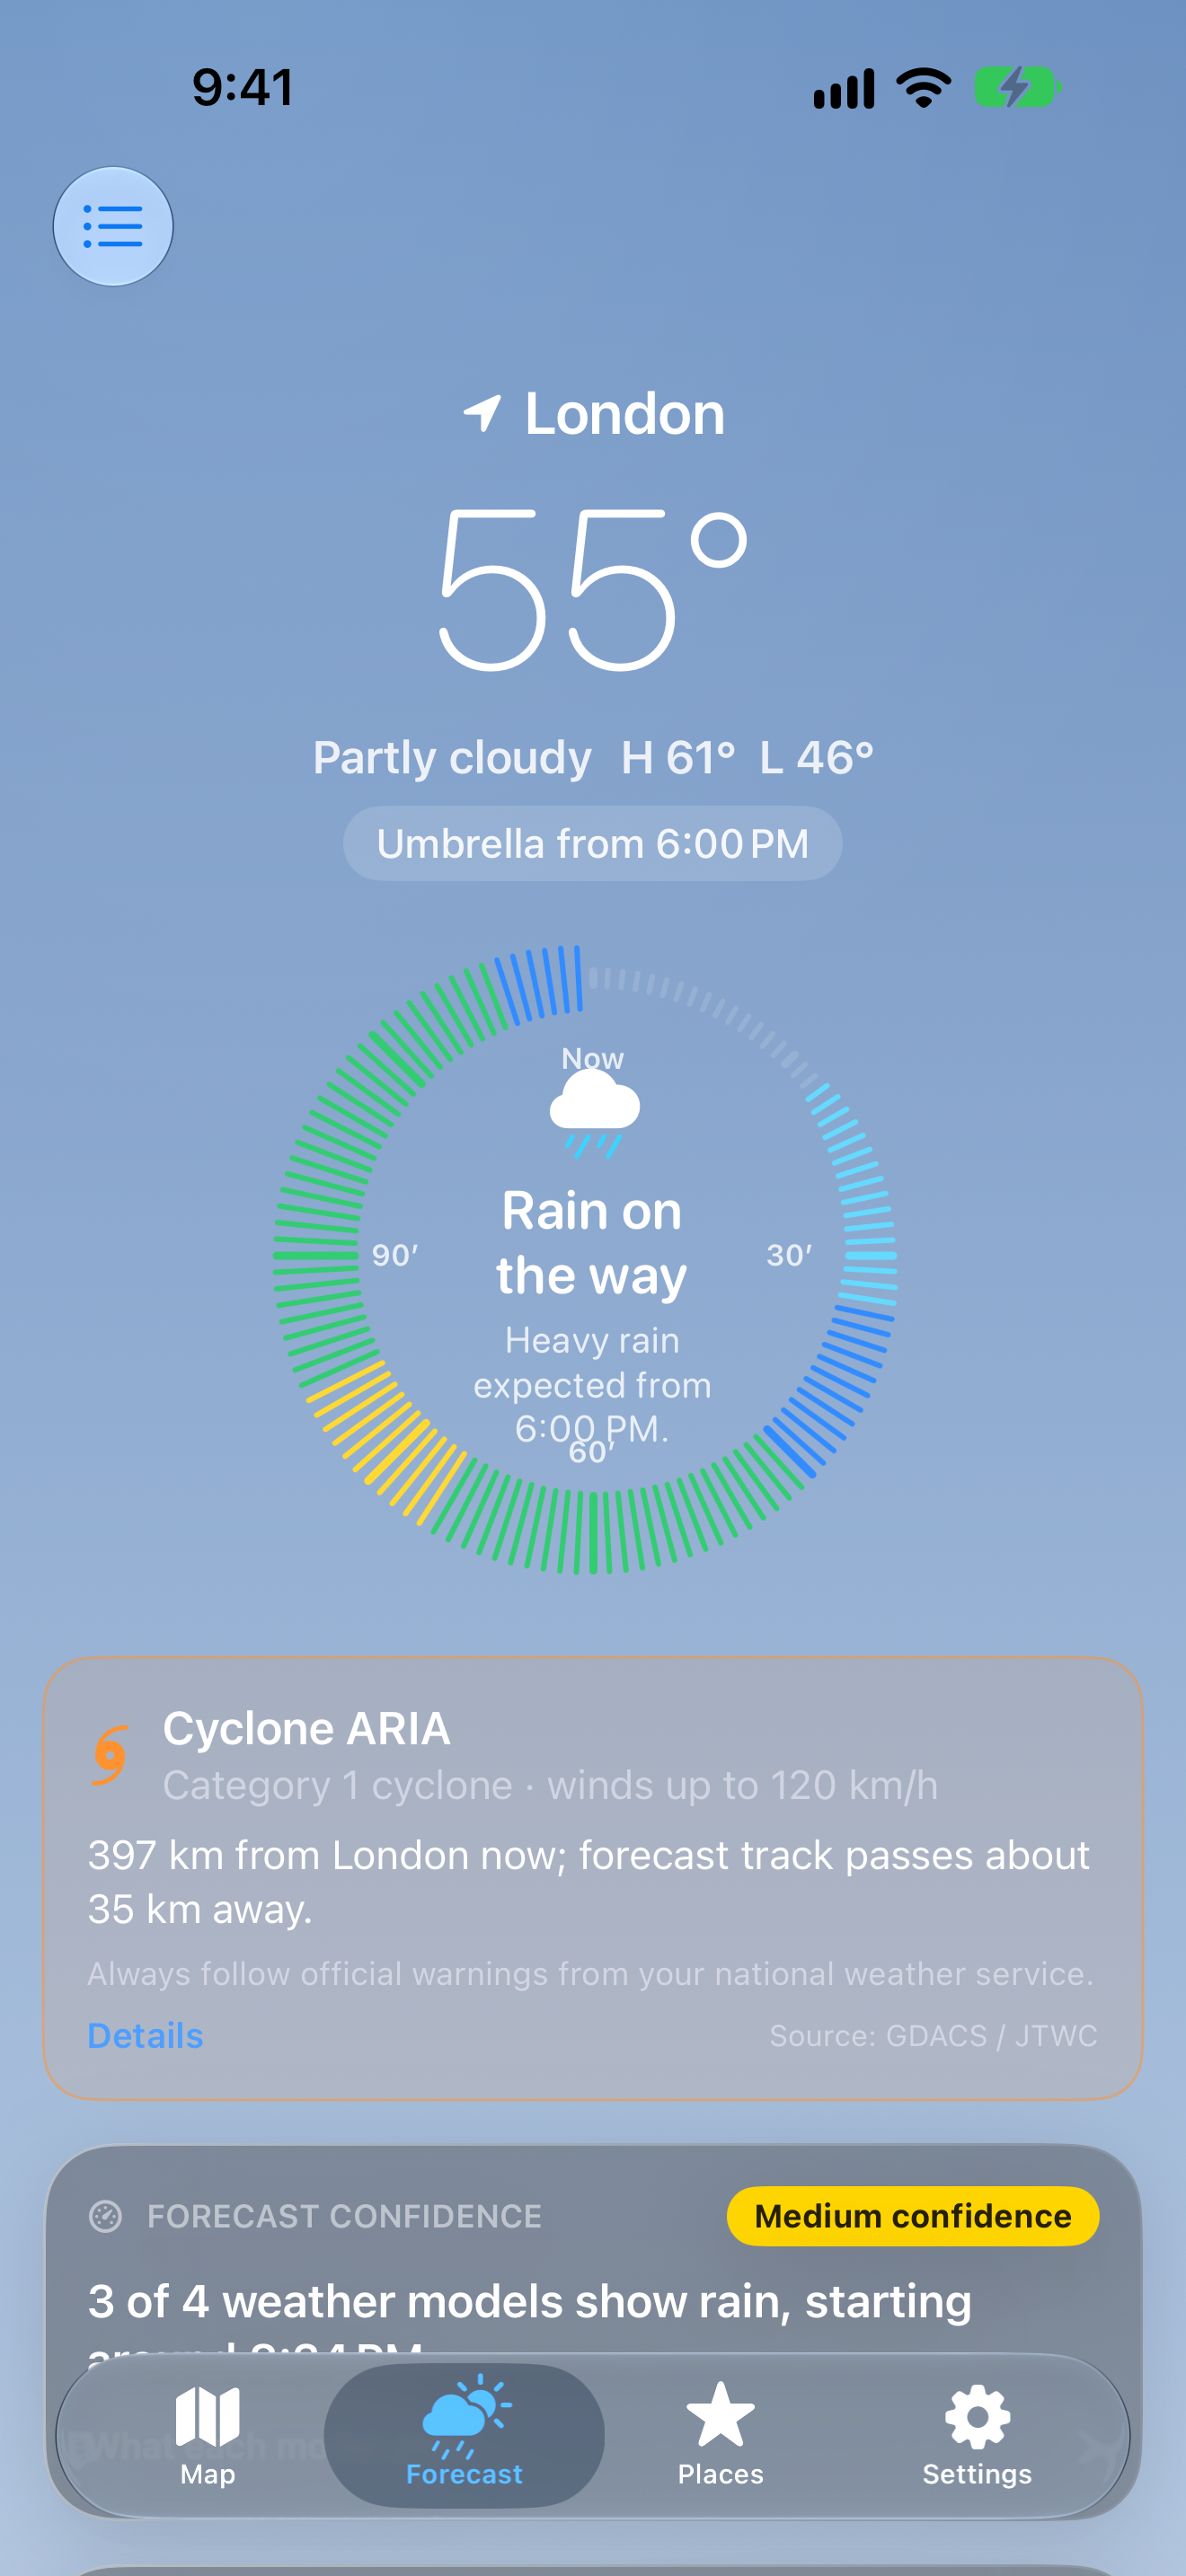 9:41
London
55°
Partly cloudy H 61° L 46°
Umbrella from 6:00 PM
Now
Rain on
the way
90′
30′
Heavy rain
expected from
6:00 PM.
60′
Cyclone ARIA
Category 1 cyclone · winds up to 120 km/h
397 km from London now; forecast track passes about
35 km away.
Always follow official warnings from your national weather service.
Details
Source: GDACS / JTWC
FORECAST CONFIDENCE
Medium confidence
3 of 4 weather models show rain, starting
around
What each
Map
Forecast
Places
Settings